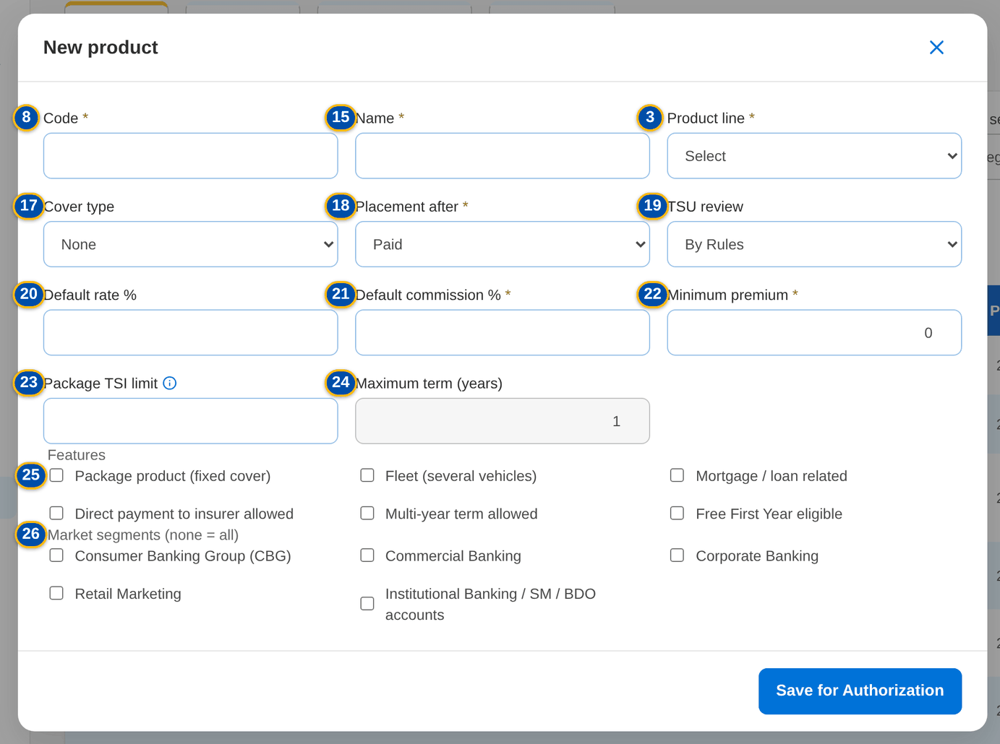 New product
8 Code *
15 Name *
3 Product line *
Select
17 Cover type
18 Placement after *
19 TSU review
None
Paid
By Rules
20 Default rate %
21 Default commission % *
22 Minimum premium *
0
23 Package TSI limit
24 Maximum term (years)
1
Features
25 Package product (fixed cover)
Fleet (several vehicles)
Mortgage / loan related
Direct payment to insurer allowed
Multi-year term allowed
Free First Year eligible
26 Market segments (none = all)
Consumer Banking Group (CBG)
Commercial Banking
Corporate Banking
Retail Marketing
Institutional Banking / SM / BDO
accounts
Save for Authorization